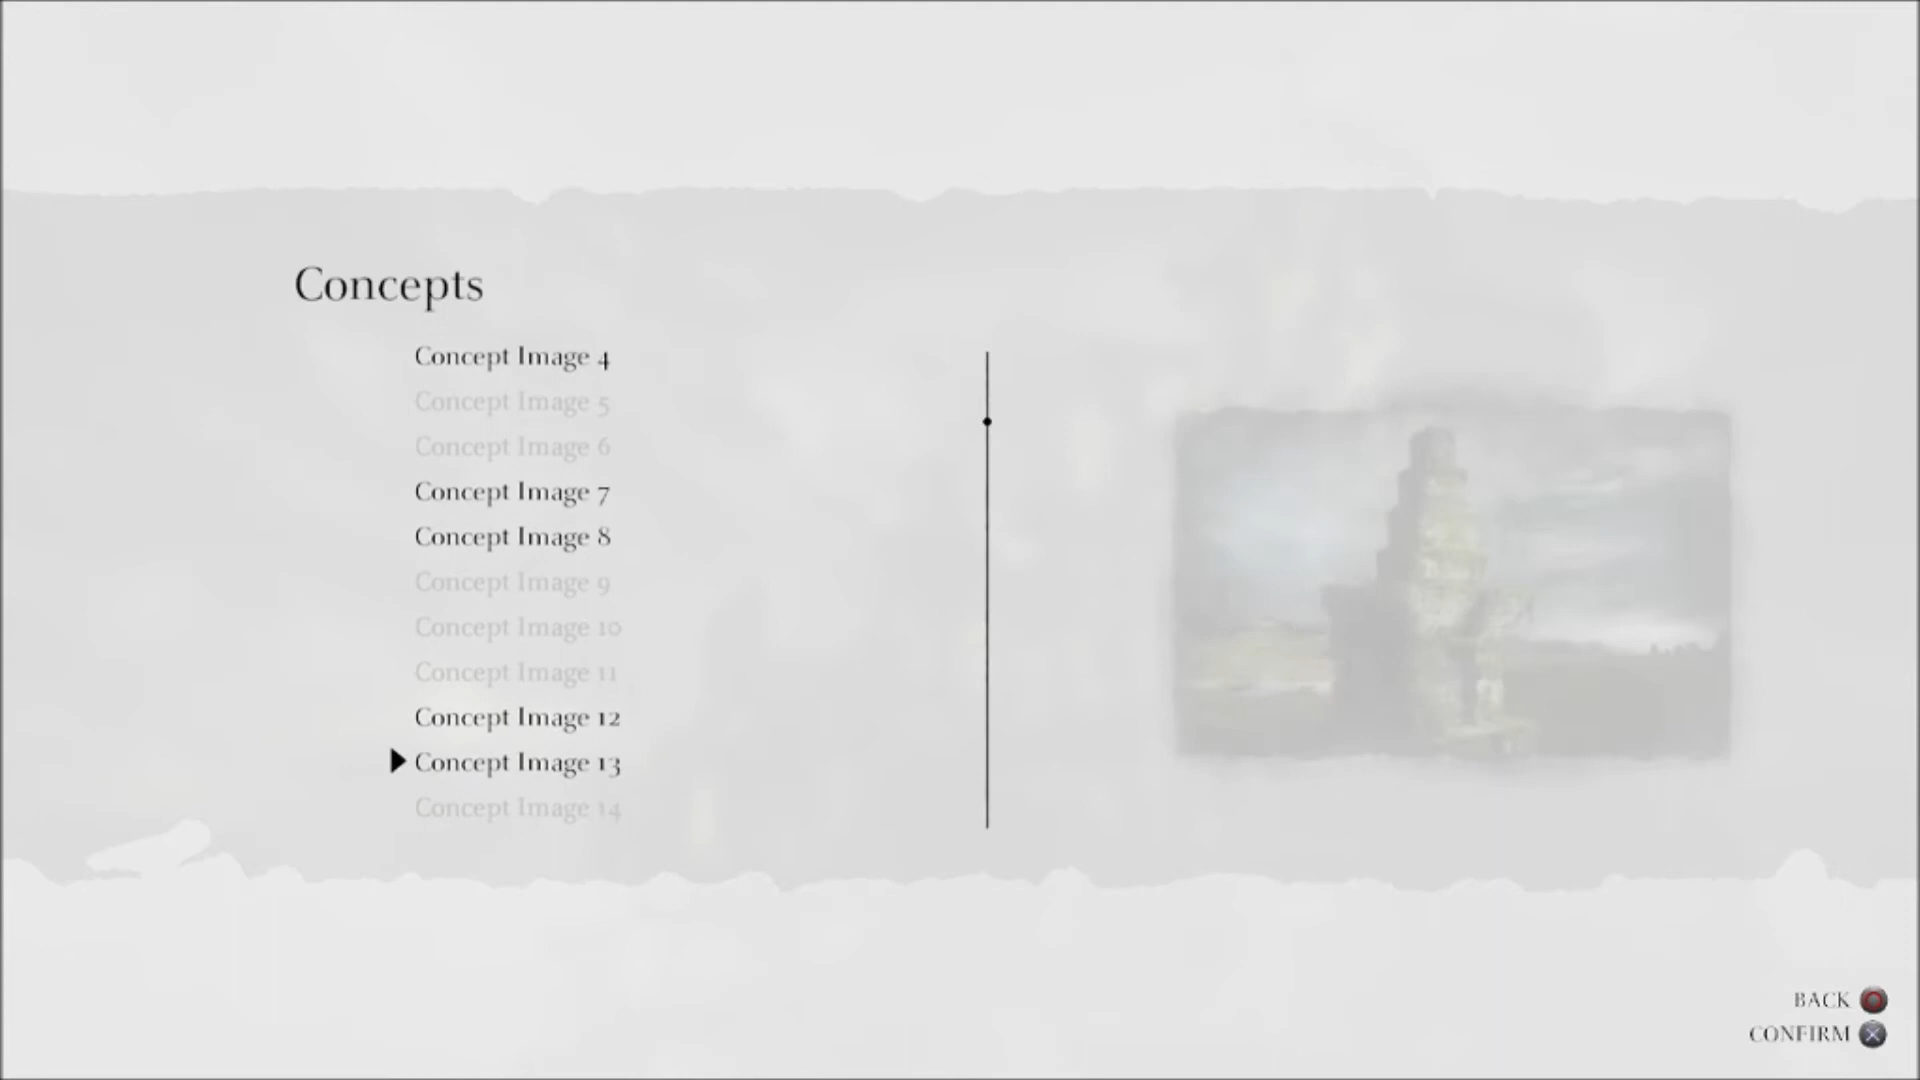 Concepts
Concept Image 4
Concept Image 5
Concept Image 6
Concept Image 7
Concept Image 8
Concept Image 9
Concept Image 10
Concept Image 11
Concept Image 12
Concept Image 13
Concept Image 14
BACK
CONFIRM